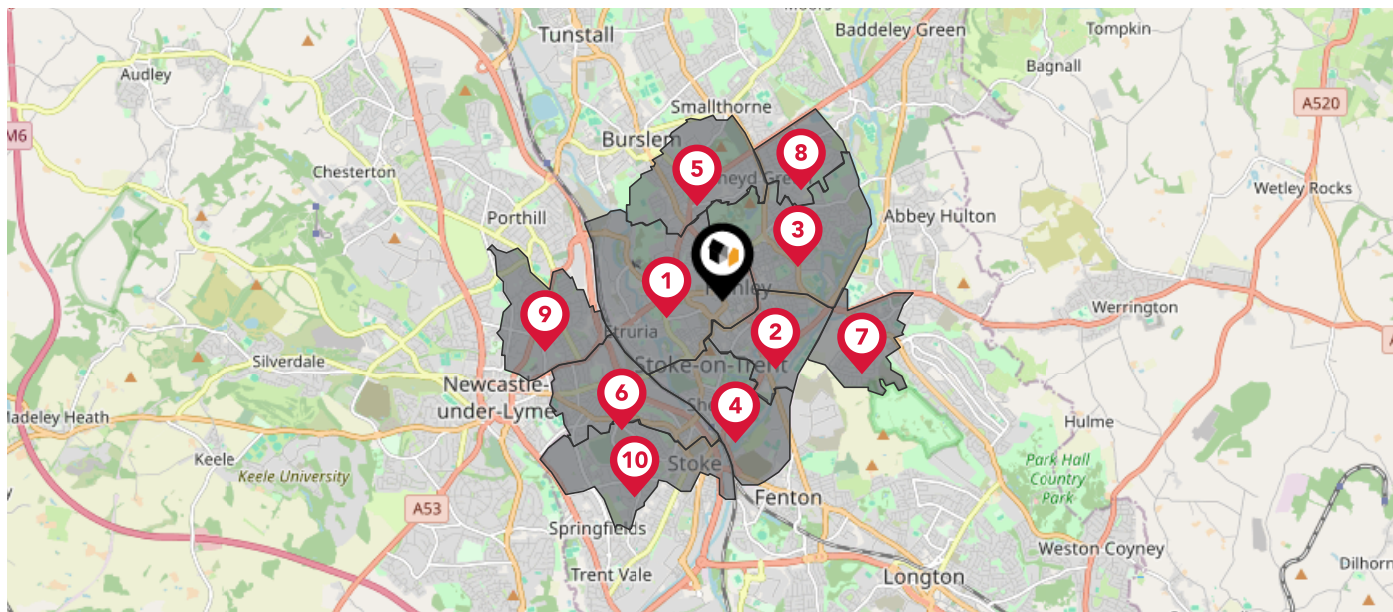 Tunstall
Baddeley Green
Tompkin
Audley
Bagnall
Smallthorne
A520
M6
Burslem
8
5
Chesterton
Wetley Rocks
Porthill
Abbey Hulton
3
1
Werrington
9
Etruria
2
7
Silverdale
Stoke-on-Trent
Newcastle-
under-Lyme
6
4
Madeley Heath
Hulme
Keele
10
Stoke
Park Hall
Country
Park
Keele University
A53
Fenton
Springfields
Weston Coyney
Trent Vale
Longton